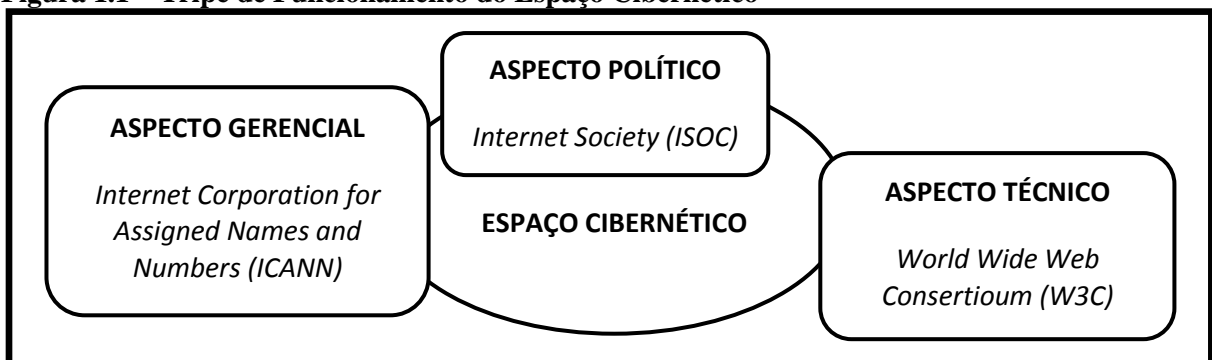 Figura 1.1 – Tripé de Funcionamento do Espaço Cibernético
ASPECTO POLÍTICO
Internet Society (ISOC)
ASPECTO GERENCIAL
Internet Corporation for
Assigned Names and
Numbers (ICANN)
ESPAÇO CIBERNÉTICO
ASPECTO TÉCNICO
World Wide Web
Consertioum (W3C)